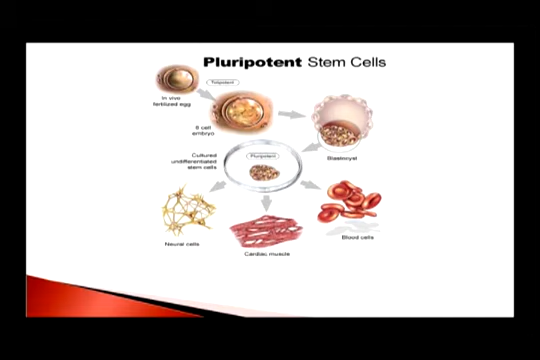 Pluripotent Stem Cells
Totipotent
In vivo
fertilized egg
8 cell
embryo
Blastocyst
Cultured
undifferentiated
stem cells
Pluripotent
Neural cells
Cardiac muscle
Blood cells